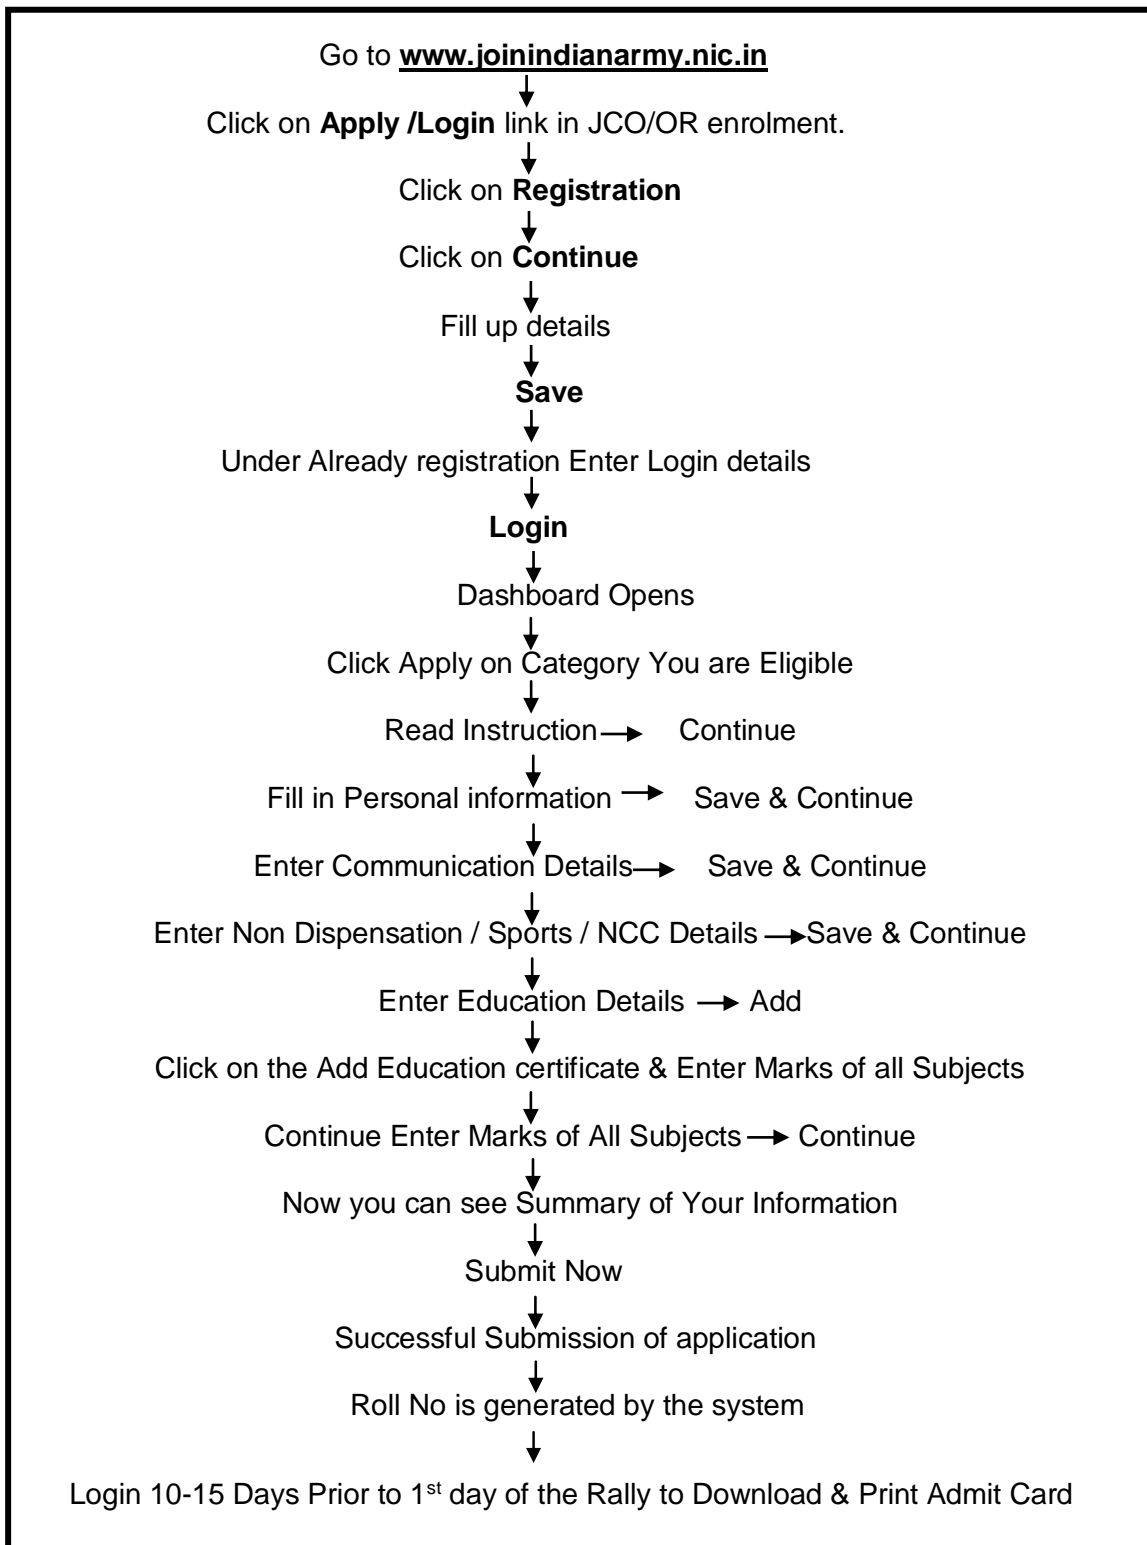 Go to www.joinindianarmy.nic.in
Click on Apply /Login link in JCO/OR enrolment.
Click on Registration
Click on Continue
Fill up details
Save
Under Already registration Enter Login details
Login
Dashboard Opens
Click Apply on Category You are Eligible
Read Instruction → Continue
Fill in Personal information → Save & Continue
Enter Communication Details → Save & Continue
Enter Non Dispensation / Sports / NCC Details → Save & Continue
Enter Education Details → Add
Click on the Add Education certificate & Enter Marks of all Subjects
Continue Enter Marks of All Subjects → Continue
Now you can see Summary of Your Information
Submit Now
Successful Submission of application
Roll No is generated by the system
Login 10-15 Days Prior to 1st day of the Rally to Download & Print Admit Card